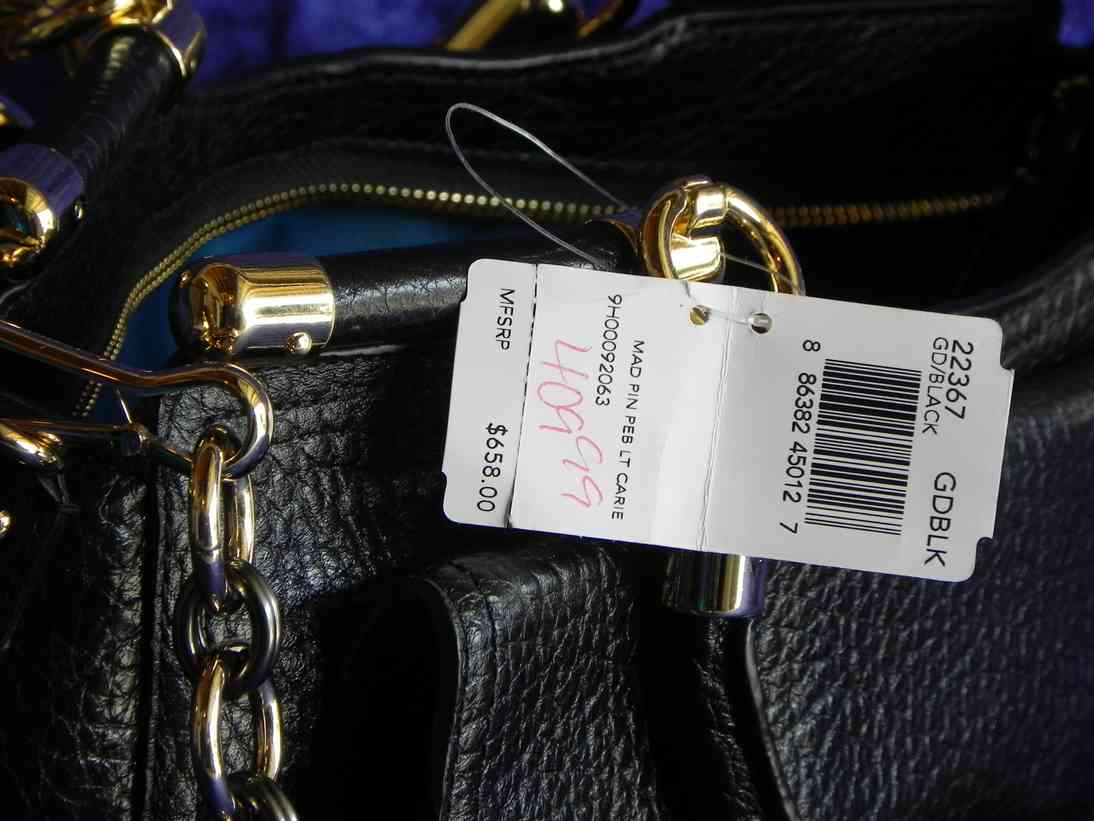 22367 GDBLK
GD/BLACK
8 86382 45012 7
MAD PIN PEB LT CARIE
9H00092063
40999
MFSRP $658.00